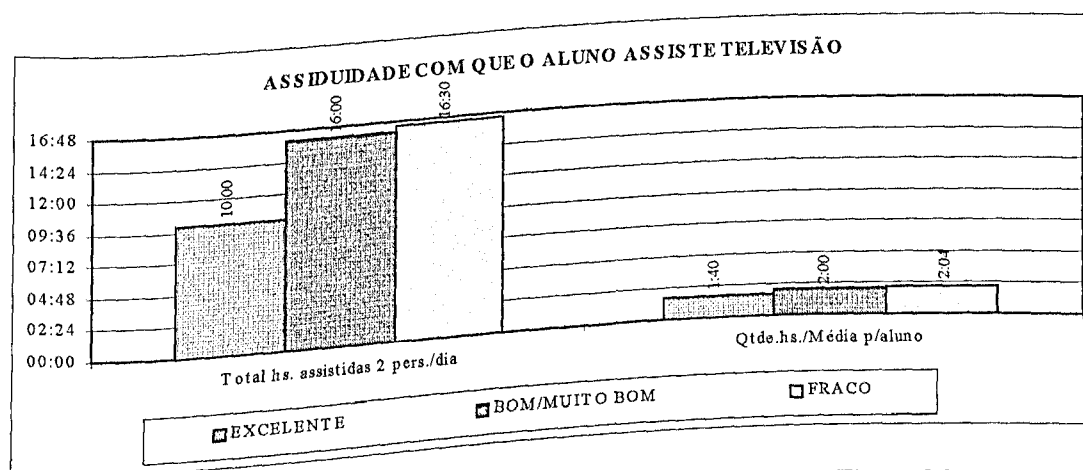 ASSIDUIDADE COM QUE O ALUNO ASSISTE TELEVISÃO
16:48
14:24
12:00
09:36
07:12
04:48
02:24
00:00
10:00
16:00
16:30
1:40
2:00
2:04
Total hs. assistidas 2 pers./dia
Qtde.hs./Média p/aluno
EXCELENTE
BOM/MUITO BOM
FRACO